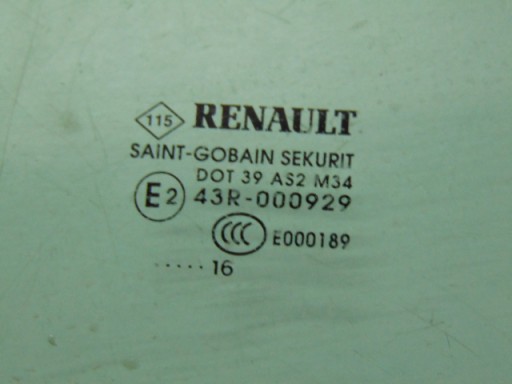 115 RENAULT
SAINT-GOBAIN SEKURIT
DOT 39 AS2 M34
E2 43R-000929
CCC E000189
..... 16